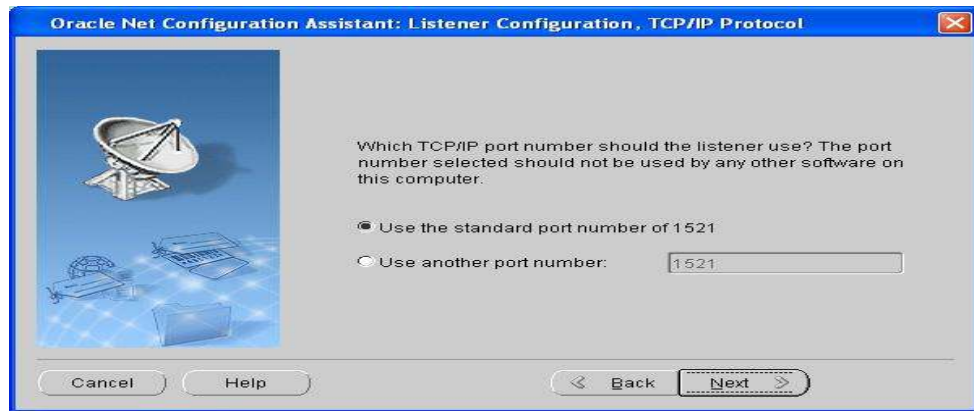 Oracle Net Configuration Assistant: Listener Configuration, TCP/IP Protocol
Which TCP/IP port number should the listener use? The port
number selected should not be used by any other software on
this computer.
Use the standard port number of 1521
Use another port number: 1521
Cancel Help Back Next